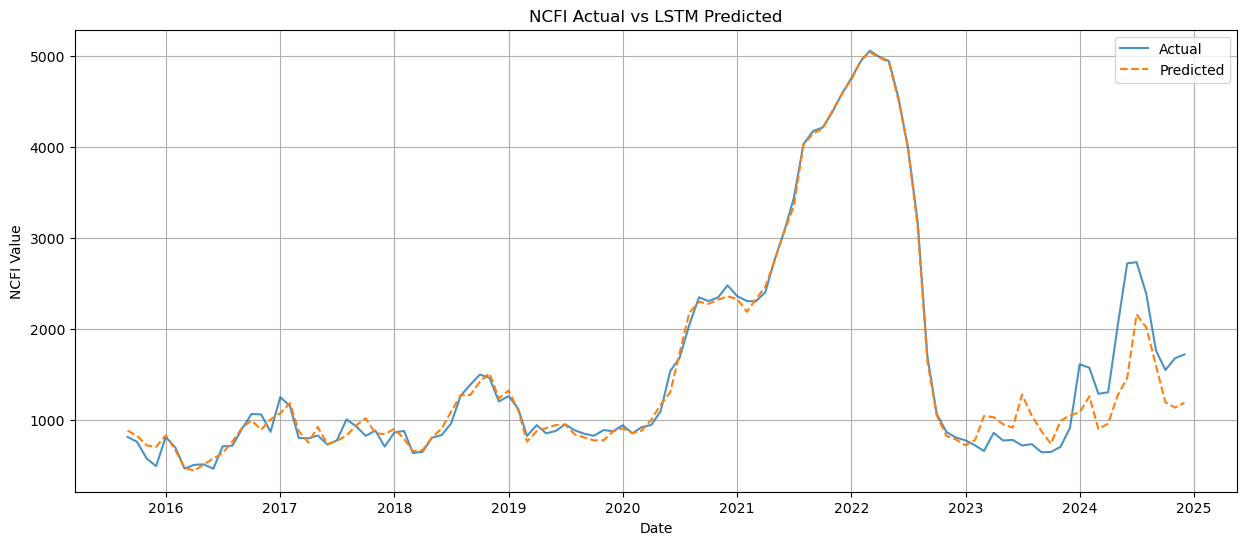 NCFI Actual vs LSTM Predicted
Actual
Predicted
NCFI Value
5000
4000
3000
2000
1000
2016 2017 2018 2019 2020 2021 2022 2023 2024 2025
Date